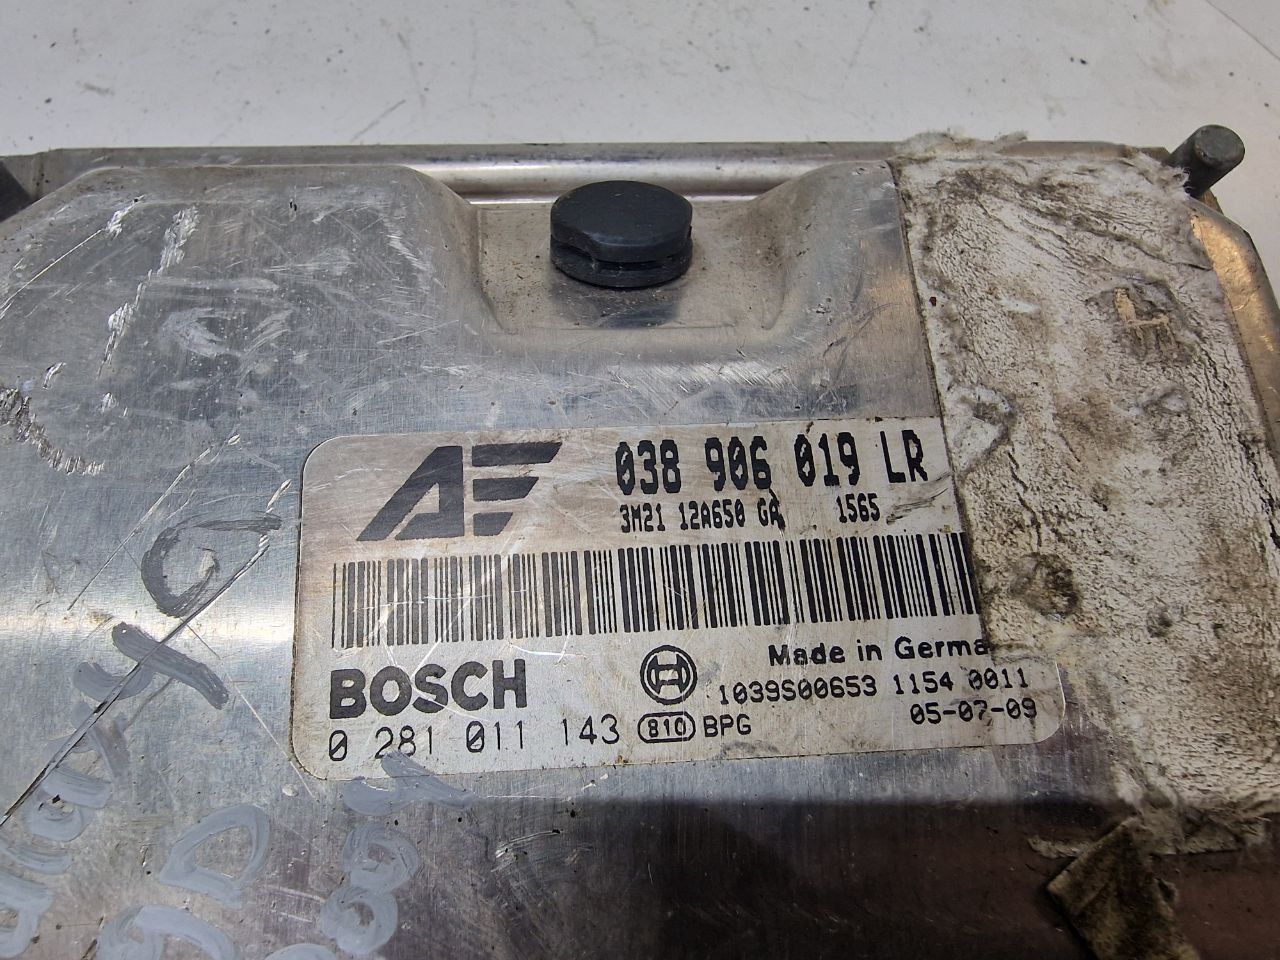 AE 038 906 019 LR
3M21 12A650 GA 1565
Made in Germa
BOSCH 1039S00653 1154 0011
0 281 011 143 810 BPG 05-07-09